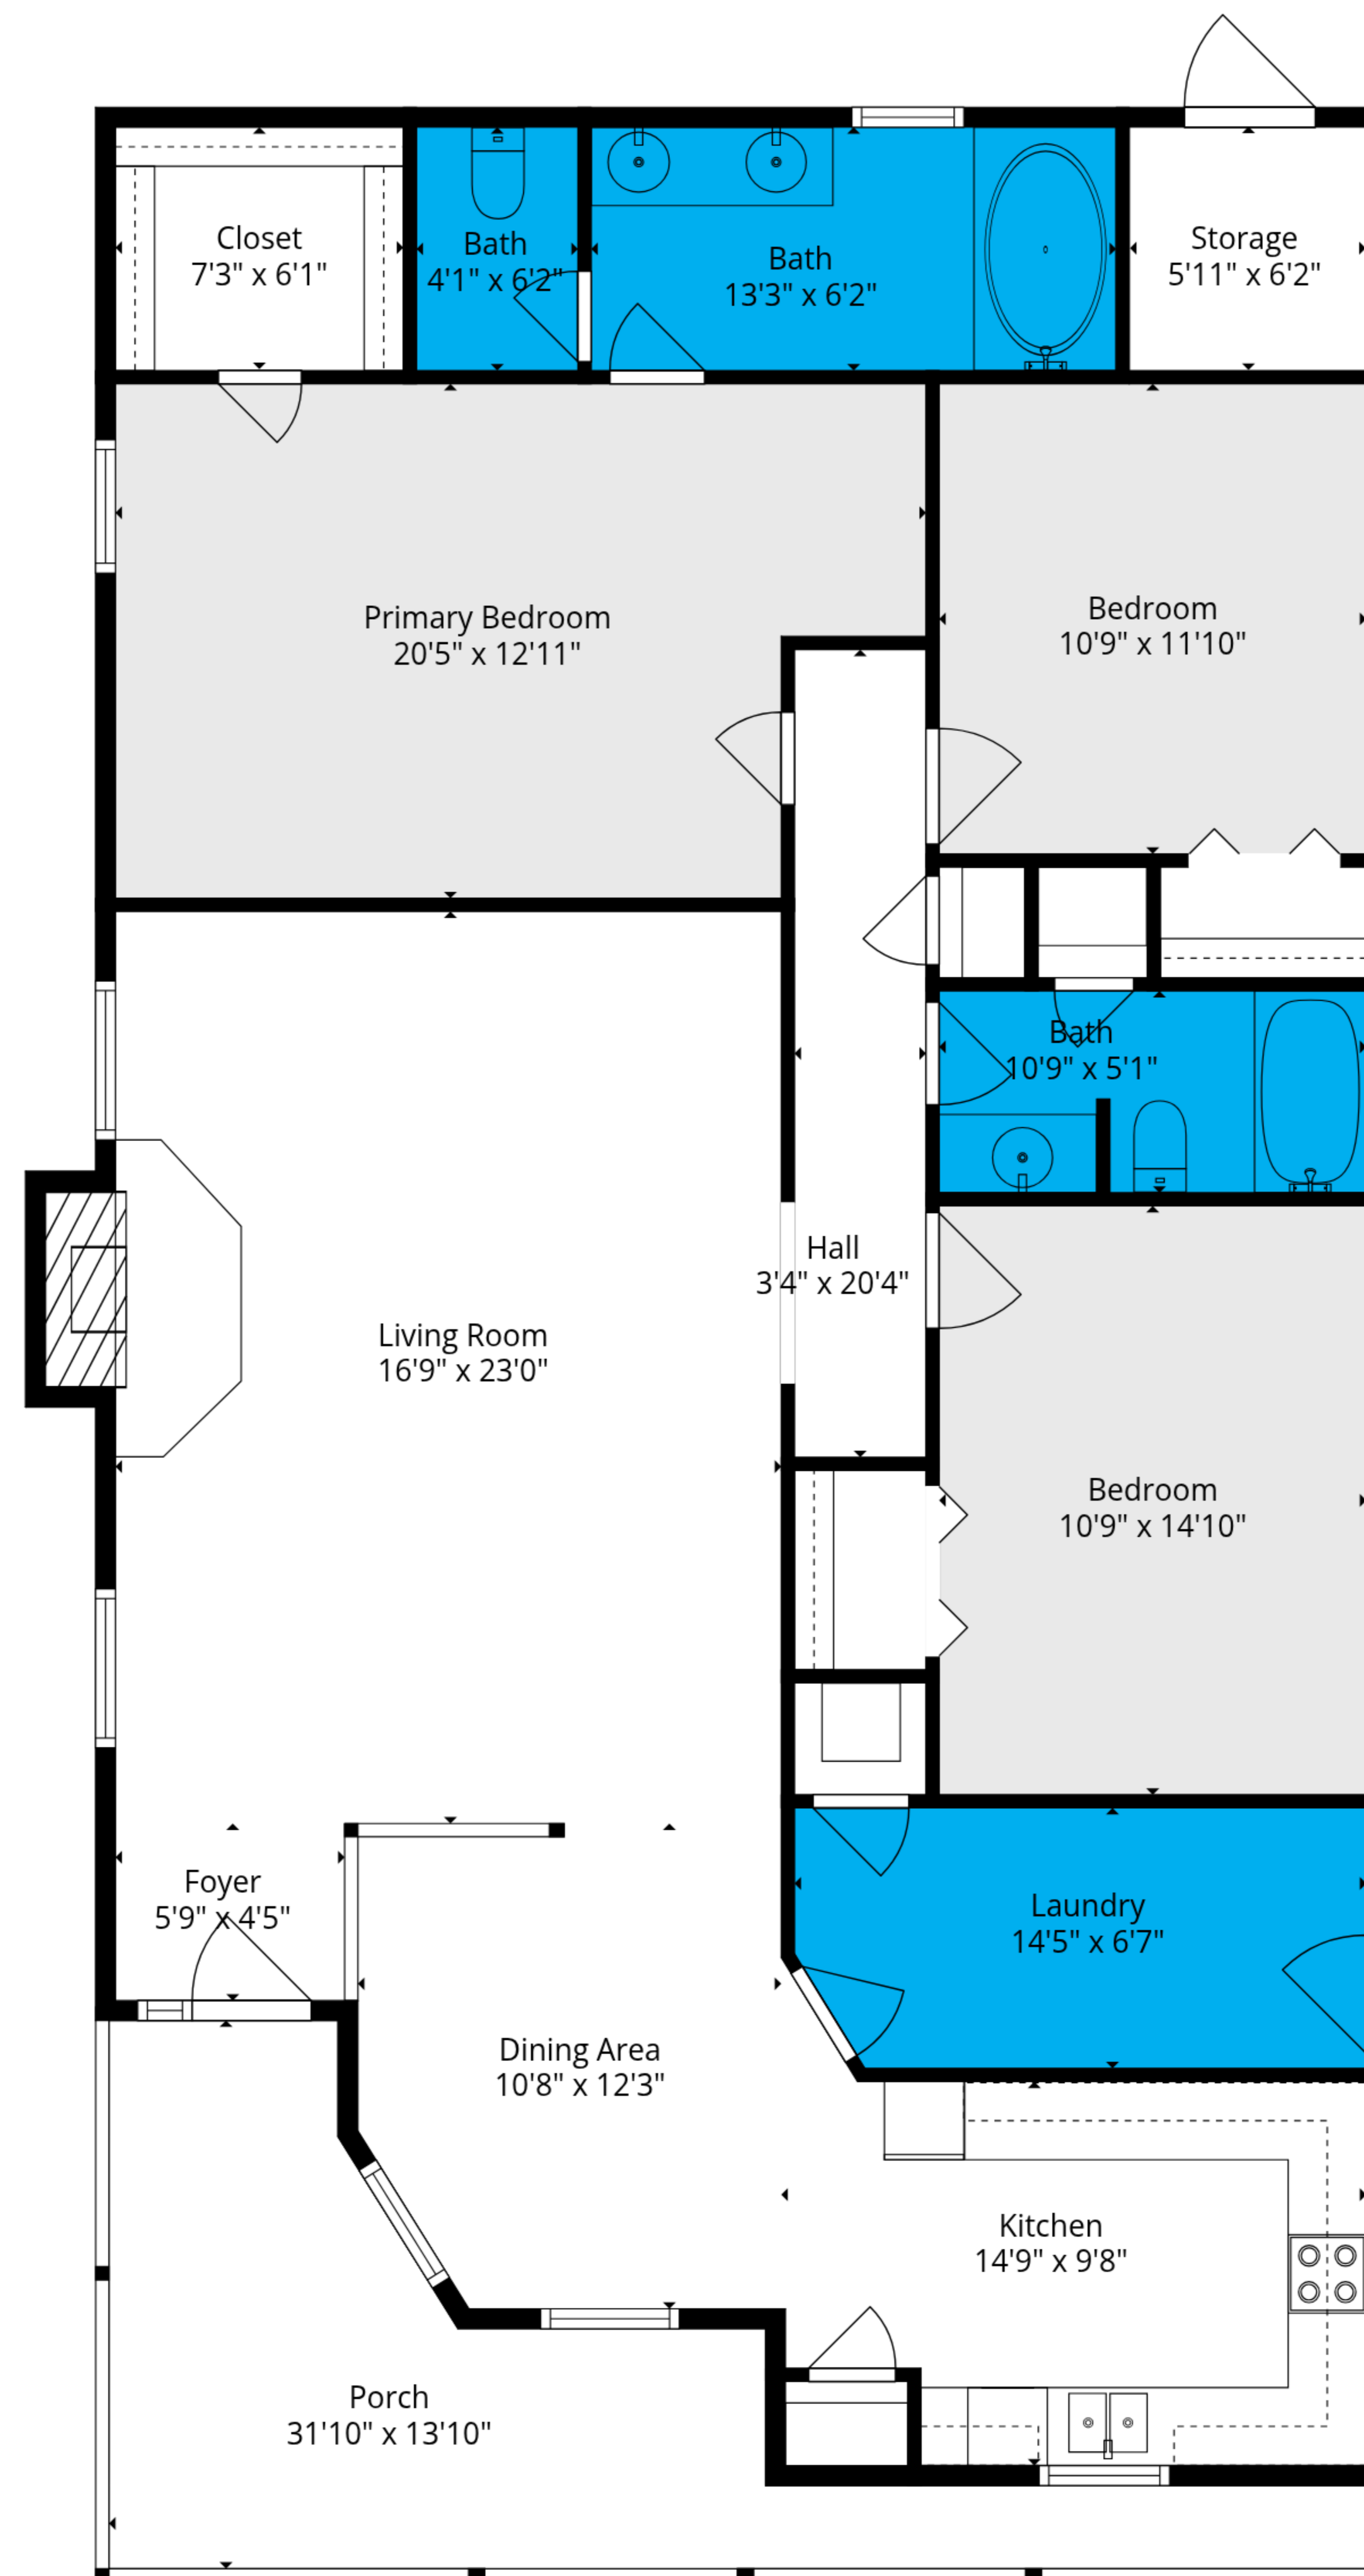 Closet
7'3" x 6'1"
Bath
4'1" x 6'2"
Bath
13'3" x 6'2"
Storage
5'11" x 6'2"
Primary Bedroom
20'5" x 12'11"
Bedroom
10'9" x 11'10"
Bath
10'9" x 5'1"
Hall
3'4" x 20'4"
Living Room
16'9" x 23'0"
Bedroom
10'9" x 14'10"
Foyer
5'9" x 4'5"
Laundry
14'5" x 6'7"
Dining Area
10'8" x 12'3"
Kitchen
14'9" x 9'8"
Porch
31'10" x 13'10"